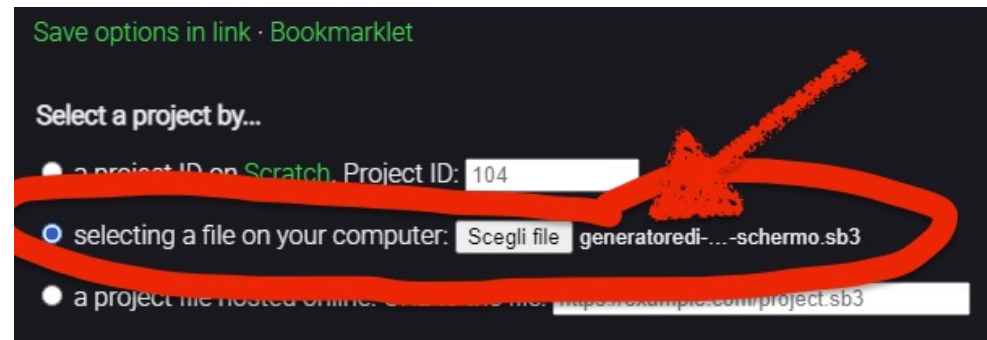 Save options in link · Bookmarklet
Select a project by...
a project ID on Scratch. Project ID: 104
selecting a file on your computer: Scegli file generatoredi-...-schermo.sb3
a project file hosted online. file: https://example.com/project.sb3